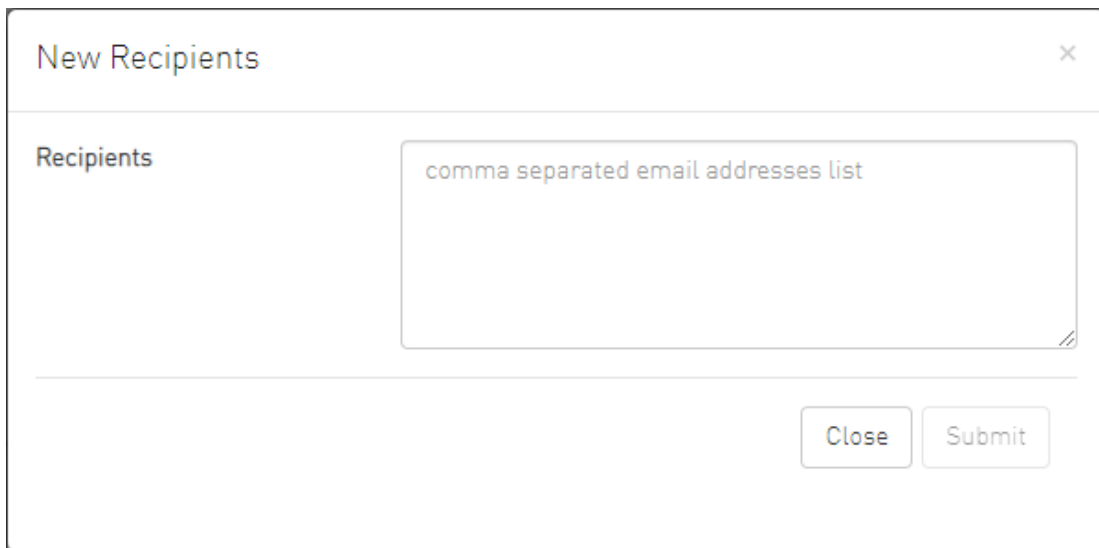 New Recipients
×
Recipients
comma separated email addresses list
Close
Submit